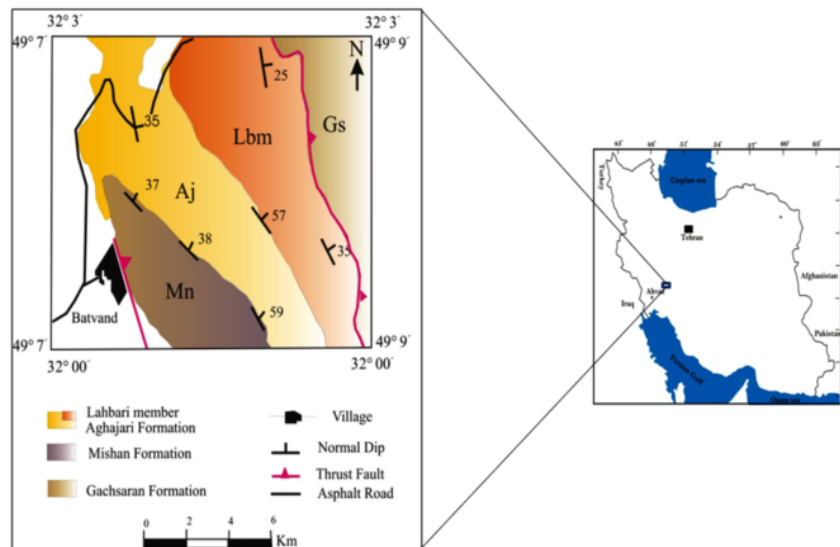 32° 3´
32° 3´
49° 7´
49° 9´
N
25
35
Gs
Lbm
37
Aj
57
38
35
Mn
59
Batvand
49° 7´
49° 9´
32° 00´
32° 00´
Lahbari member
Aghajari Formation
Mishan Formation
Gachsaran Formation
Village
Normal Dip
Thrust Fault
Asphalt Road
0 2 4 6
Km
Turkey
Caspian sea
Tehran
Afghanistan
Iraq
Pakistan
Persian Gulf
Oman sea